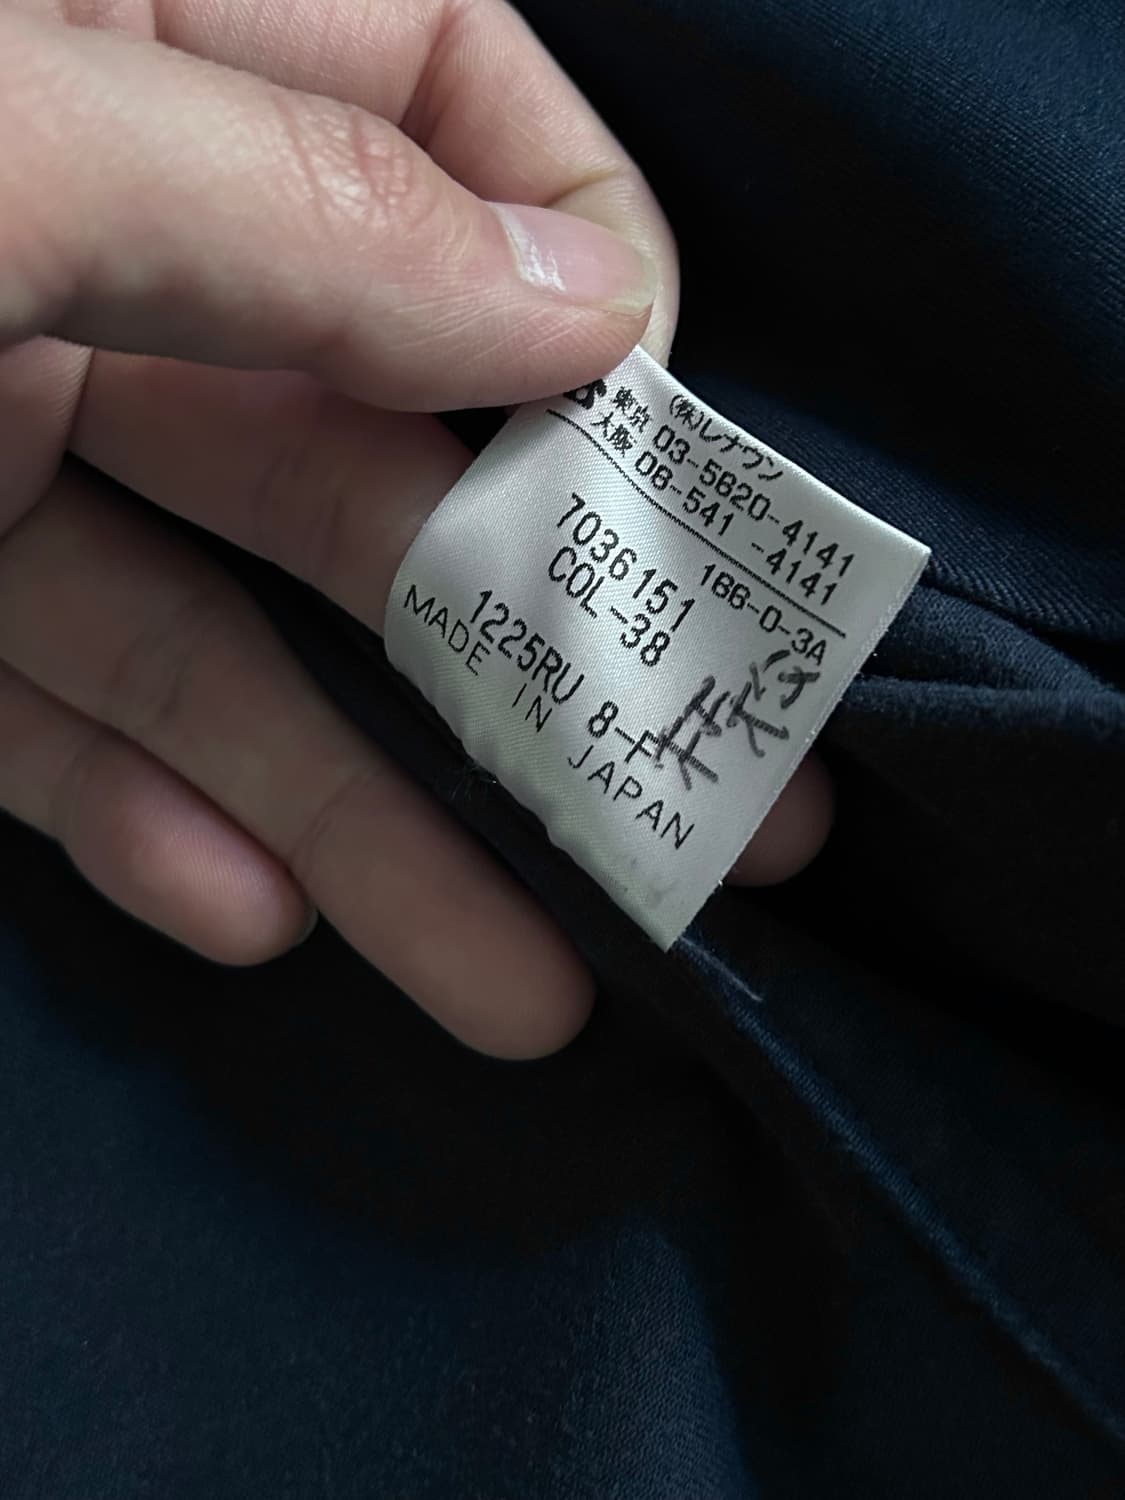 (株)レナウン
東京 03-5620-4141
大阪 06-541-4141
166-0-3A
7036151
COL-38
1225RU 8-F
MADE IN JAPAN